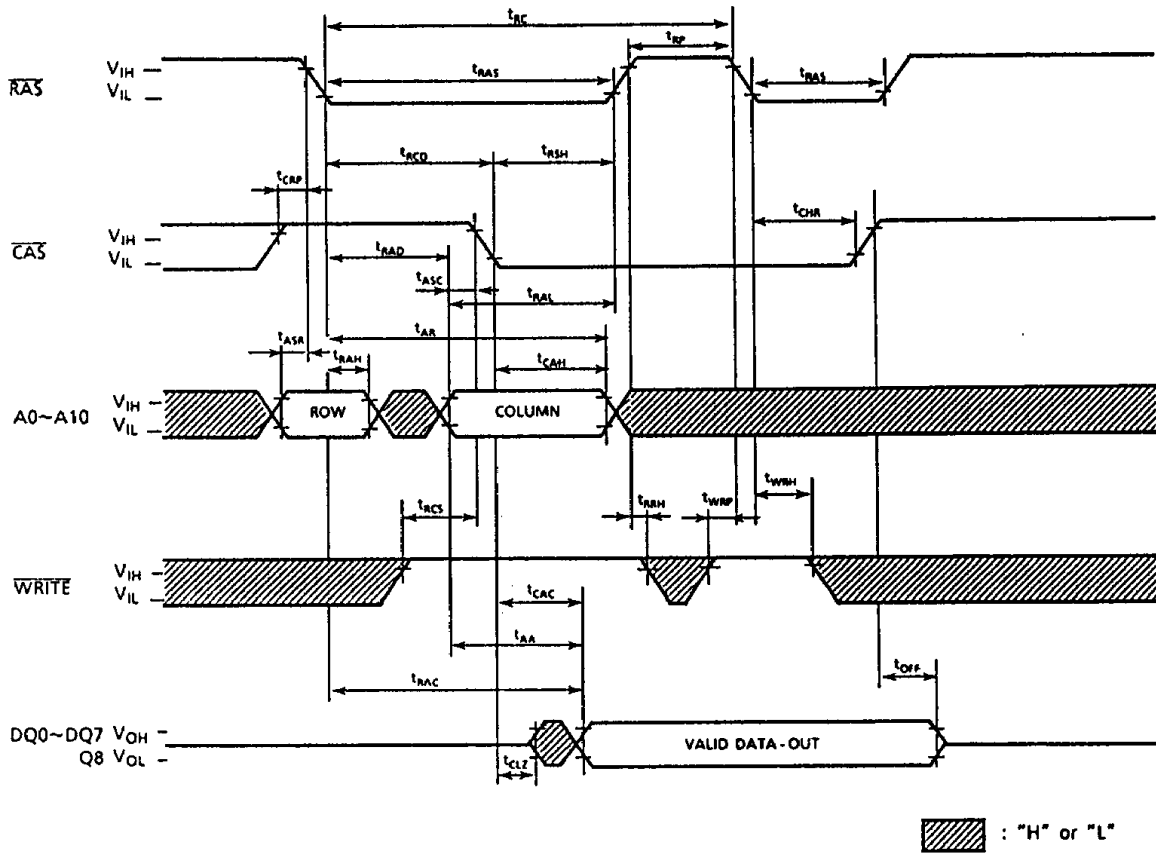 tRC
tRP
tRAS
tRAS
RAS
VIH
VIL
tRCD
tRSH
tCRP
tCHR
CAS
VIH
VIL
tRAD
tASC
tRAL
tAR
tASR
tRAH
tCAH
A0~A10
VIH
VIL
ROW
COLUMN
tRCS
tRRH
tWRP
tWRH
WRITE
VIH
VIL
tCAC
tAA
tRAC
tOFF
DQ0~DQ7 VOH
Q8 VOL
VALID DATA-OUT
tCLZ
: "H" or "L"